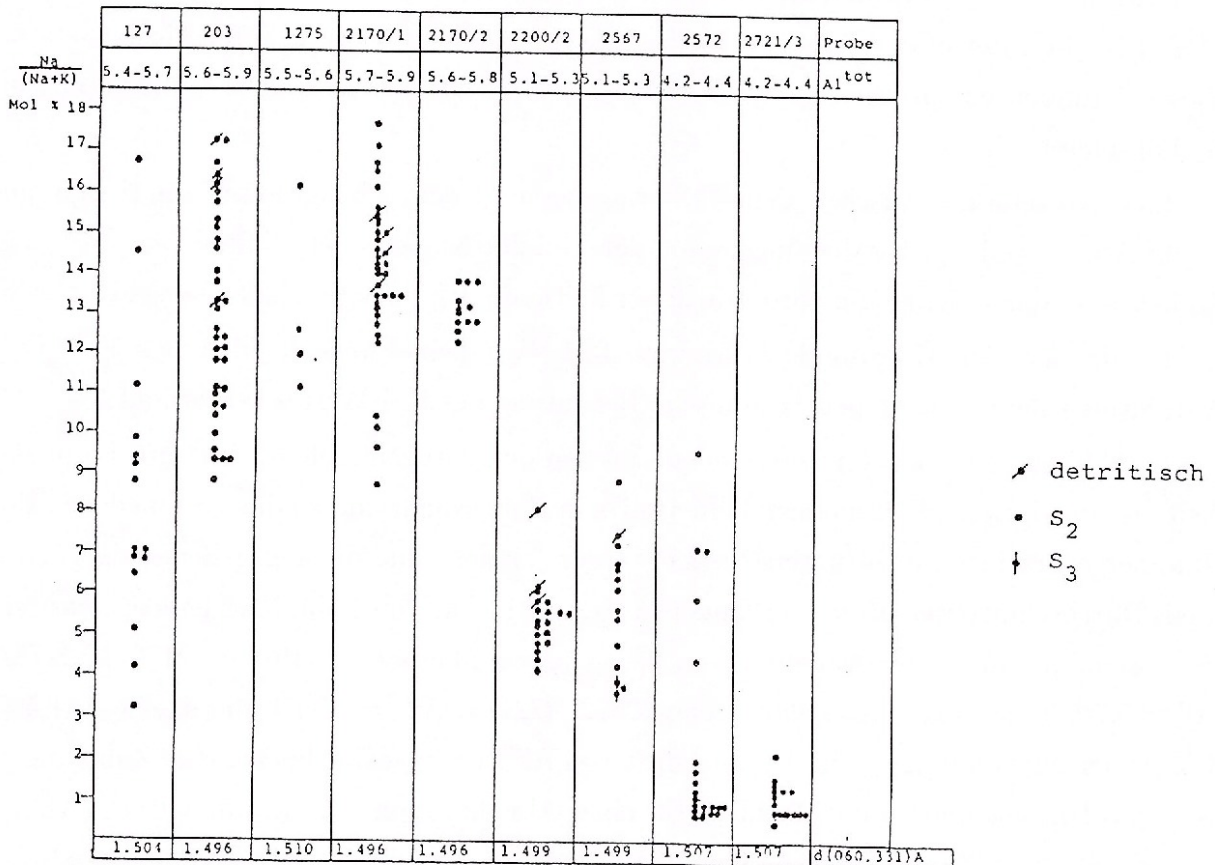 127 203 1275 2170/1 2170/2 2200/2 2567 2572 2721/3 Probe
Na
(Na+K)
5.4-5.7 5.6-5.9 5.5-5.6 5.7-5.9 5.6-5.8 5.1-5.3 5.1-5.3 4.2-4.4 4.2-4.4 Al tot
Mol % 18
17
16
15
14
13
12
11
10
9
8
7
6
5
4
3
2
1
detritisch
S2
S3
1.504 1.496 1.510 1.495 1.496 1.499 1.499 1.507 1.507 d(060,331)A